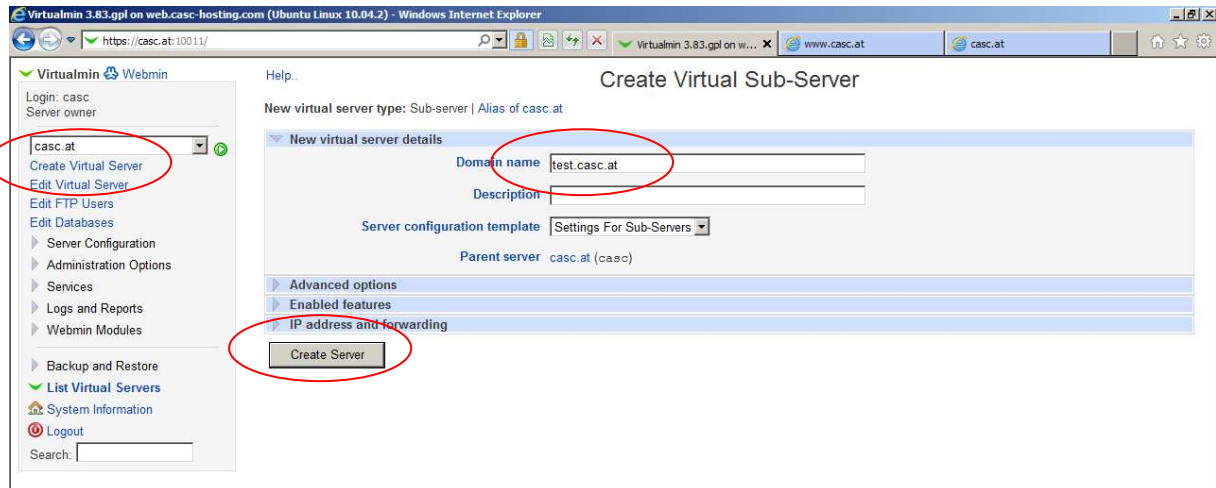 Virtualmin 3.83.gpl on web.casc-hosting.com (Ubuntu Linux 10.04.2) - Windows Internet Explorer
https://casc.at:10011/
Virtualmin 3.83.gpl on w... X
www.casc.at
casc.at
Virtualmin Webmin
Login: casc
Server owner
casc.at
Create Virtual Server
Edit Virtual Server
Edit FTP Users
Edit Databases
Server Configuration
Administration Options
Services
Logs and Reports
Webmin Modules
Backup and Restore
List Virtual Servers
System Information
Logout
Search:
Help..
Create Virtual Sub-Server
New virtual server type: Sub-server | Alias of casc.at
New virtual server details
Domain name test.casc.at
Description
Server configuration template Settings For Sub-Servers
Parent server casc.at (casc)
Advanced options
Enabled features
IP address and forwarding
Create Server